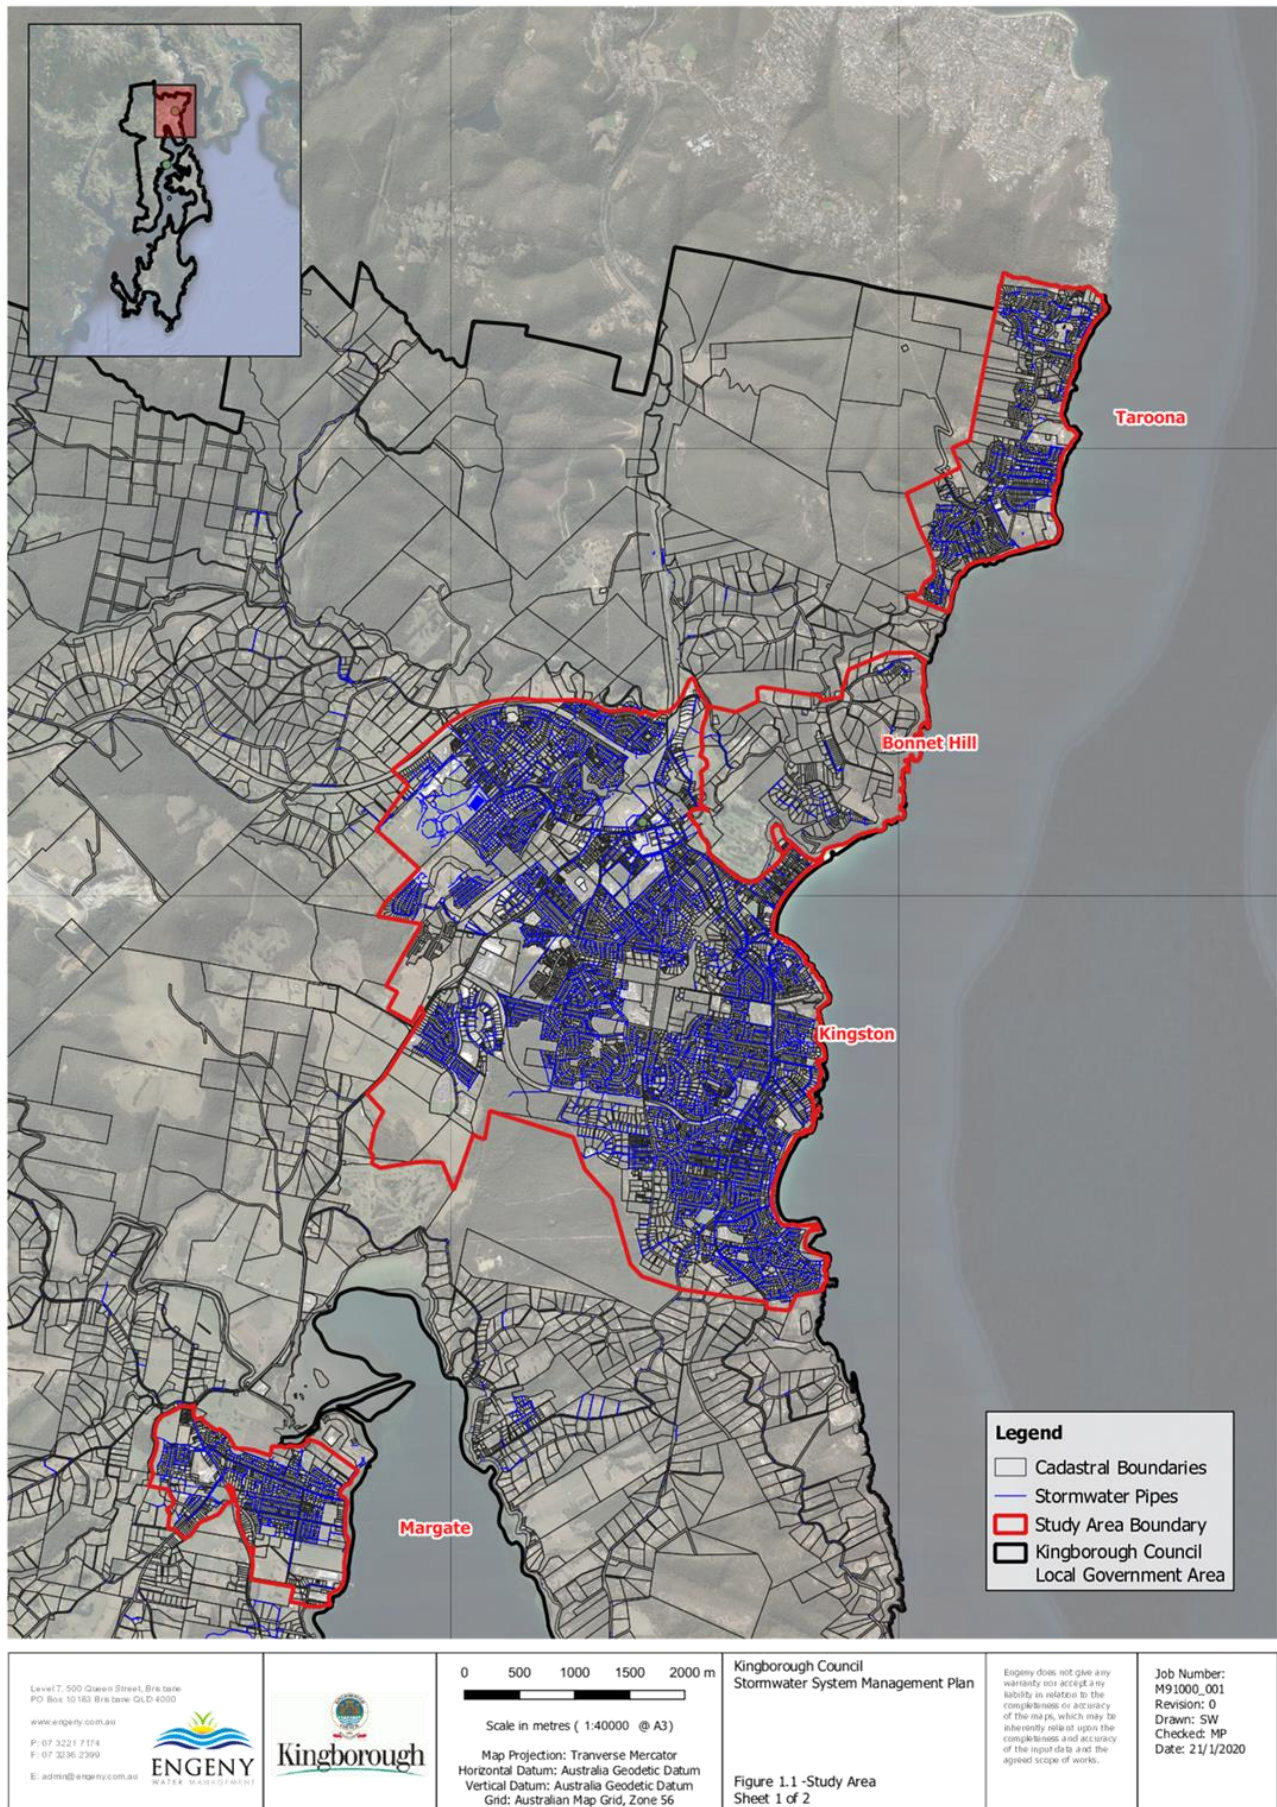 Taroona
Bonnet Hill
Kingston
Margate
Legend
Cadastral Boundaries
Stormwater Pipes
Study Area Boundary
Kingborough Council
Local Government Area
Level 7, 500 Queen Street, Brisbane
PO Box 10183 Brisbane QLD 4000
www.engeny.com.au
P: 07 3221 7174
F: 07 3236 2399
E: admin@engeny.com.au
ENGENY
WATER MANAGEMENT
Kingborough
0 500 1000 1500 2000 m
Scale in metres ( 1:40000 @ A3)
Map Projection: Tranverse Mercator
Horizontal Datum: Australia Geodetic Datum
Vertical Datum: Australia Geodetic Datum
Grid: Australian Map Grid, Zone 56
Kingborough Council
Stormwater System Management Plan
Figure 1.1 -Study Area
Sheet 1 of 2
Engeny does not give any
warranty nor accept any
liability in relation to the
completeness or accuracy
of the maps, which may be
inherently reliant upon the
completeness and accuracy
of the input data and the
agreed scope of works.
Job Number:
M91000_001
Revision: 0
Drawn: SW
Checked: MP
Date: 21/1/2020